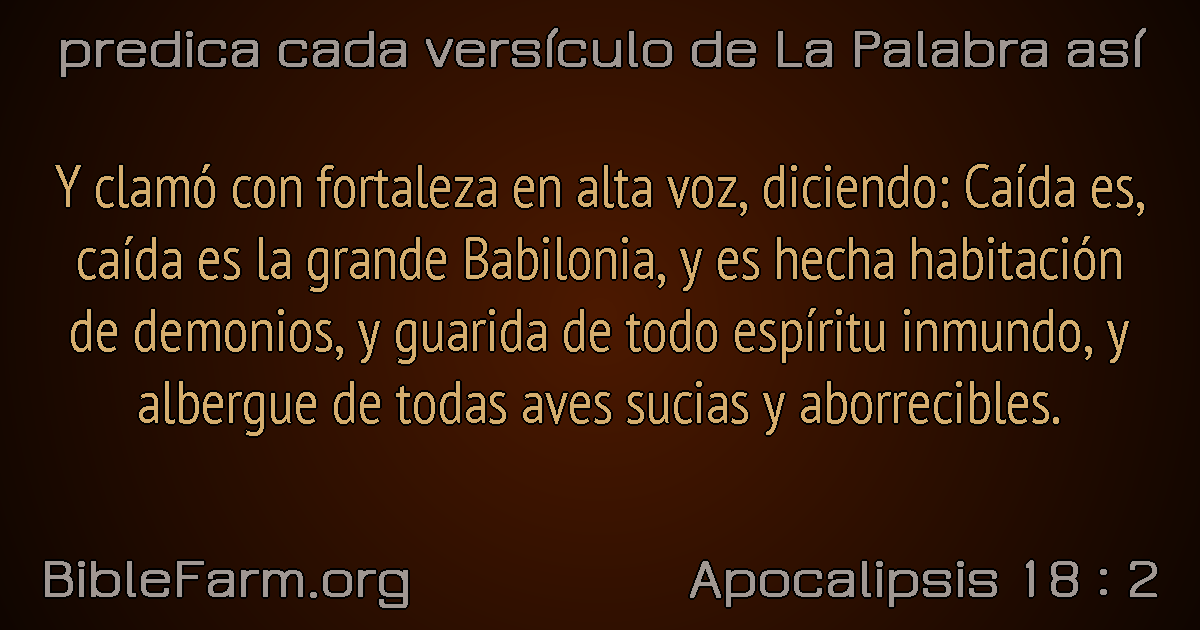 predica cada versículo de La Palabra así
Y clamó con fortaleza en alta voz, diciendo: Caída es,
caída es la grande Babilonia, y es hecha habitación
de demonios, y guarida de todo espíritu inmundo, y
albergue de todas aves sucias y aborrecibles.
BibleFarm.org
Apocalipsis 18 : 2